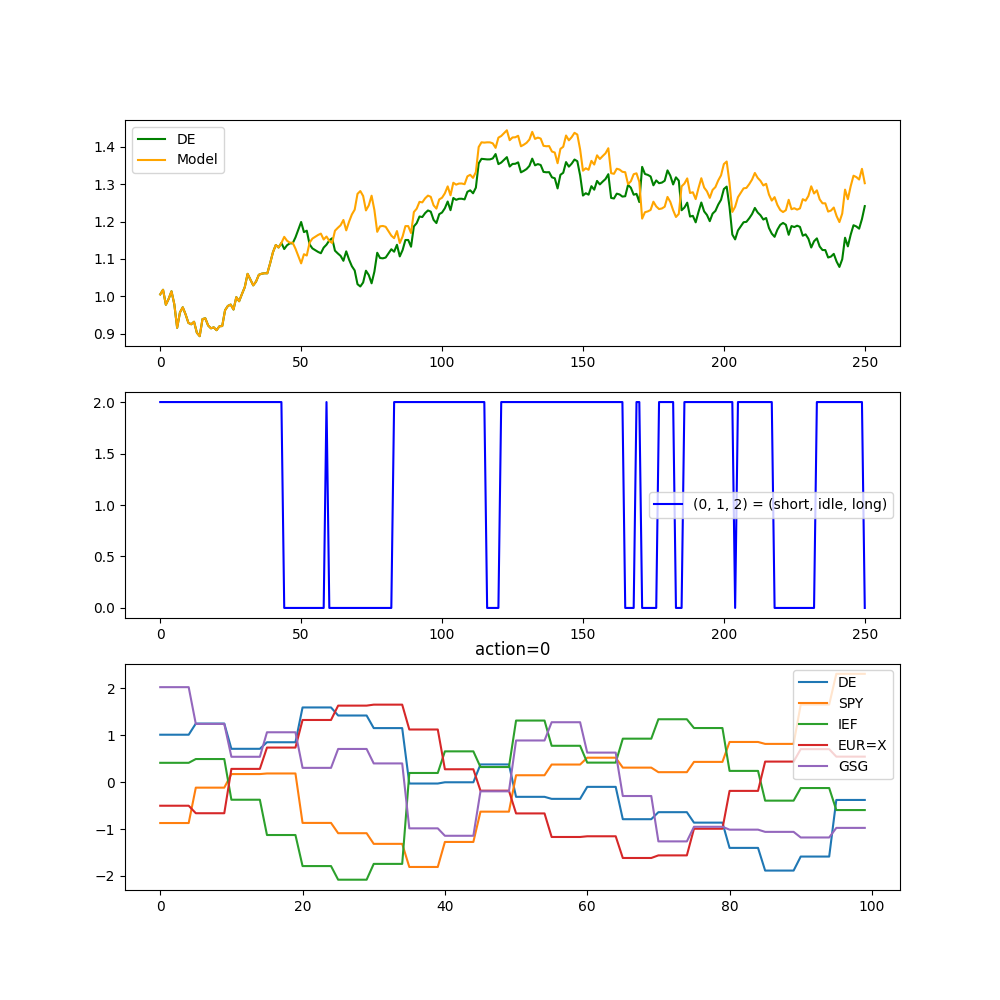 DE
Model
1.4
1.3
1.2
1.1
1.0
0.9
0 50 100 150 200 250
2.0
1.5
1.0
0.5
0.0
(0, 1, 2) = (short, idle, long)
0 50 100 150 200 250
action=0
2
1
0
−1
−2
DE
SPY
IEF
EUR=X
GSG
0 20 40 60 80 100